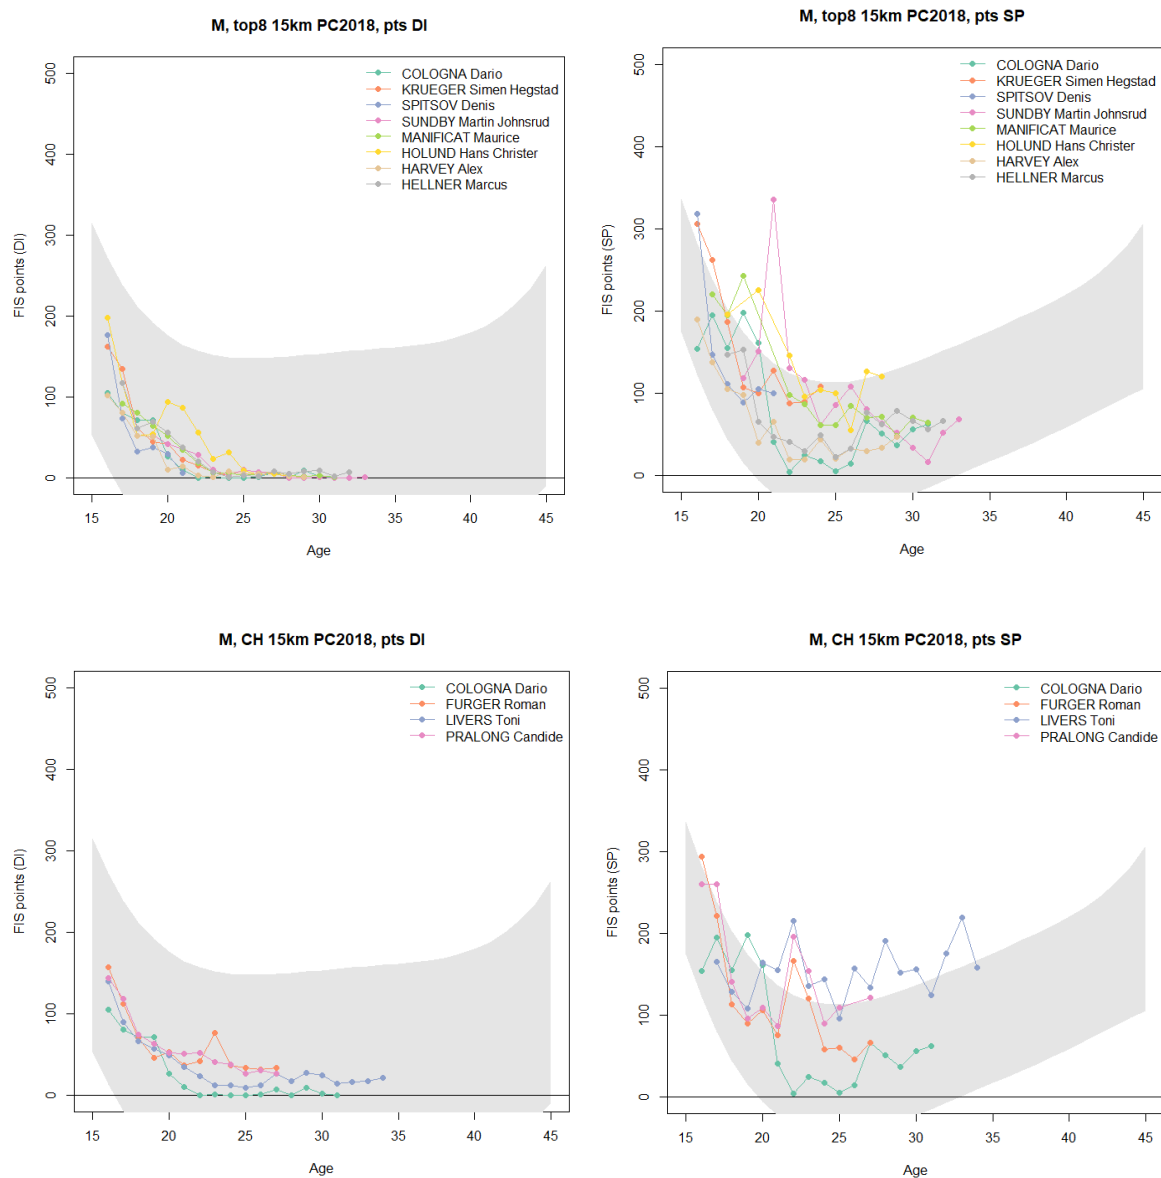 M, top8 15km PC2018, pts DI
500
400
300
200
100
0
FIS points (DI)
15 20 25 30 35 40 45
Age
COLOGNA Dario
KRUEGER Simen Hegstad
SPITSOV Denis
SUNDBY Martin Johnsrud
MANIFICAT Maurice
HOLUND Hans Christer
HARVEY Alex
HELLNER Marcus
M, top8 15km PC2018, pts SP
500
400
300
200
100
0
FIS points (SP)
15 20 25 30 35 40 45
Age
COLOGNA Dario
KRUEGER Simen Hegstad
SPITSOV Denis
SUNDBY Martin Johnsrud
MANIFICAT Maurice
HOLUND Hans Christer
HARVEY Alex
HELLNER Marcus
M, CH 15km PC2018, pts DI
500
400
300
200
100
0
FIS points (DI)
15 20 25 30 35 40 45
Age
COLOGNA Dario
FURGER Roman
LIVERS Toni
PRALONG Candide
M, CH 15km PC2018, pts SP
500
400
300
200
100
0
FIS points (SP)
15 20 25 30 35 40 45
Age
COLOGNA Dario
FURGER Roman
LIVERS Toni
PRALONG Candide